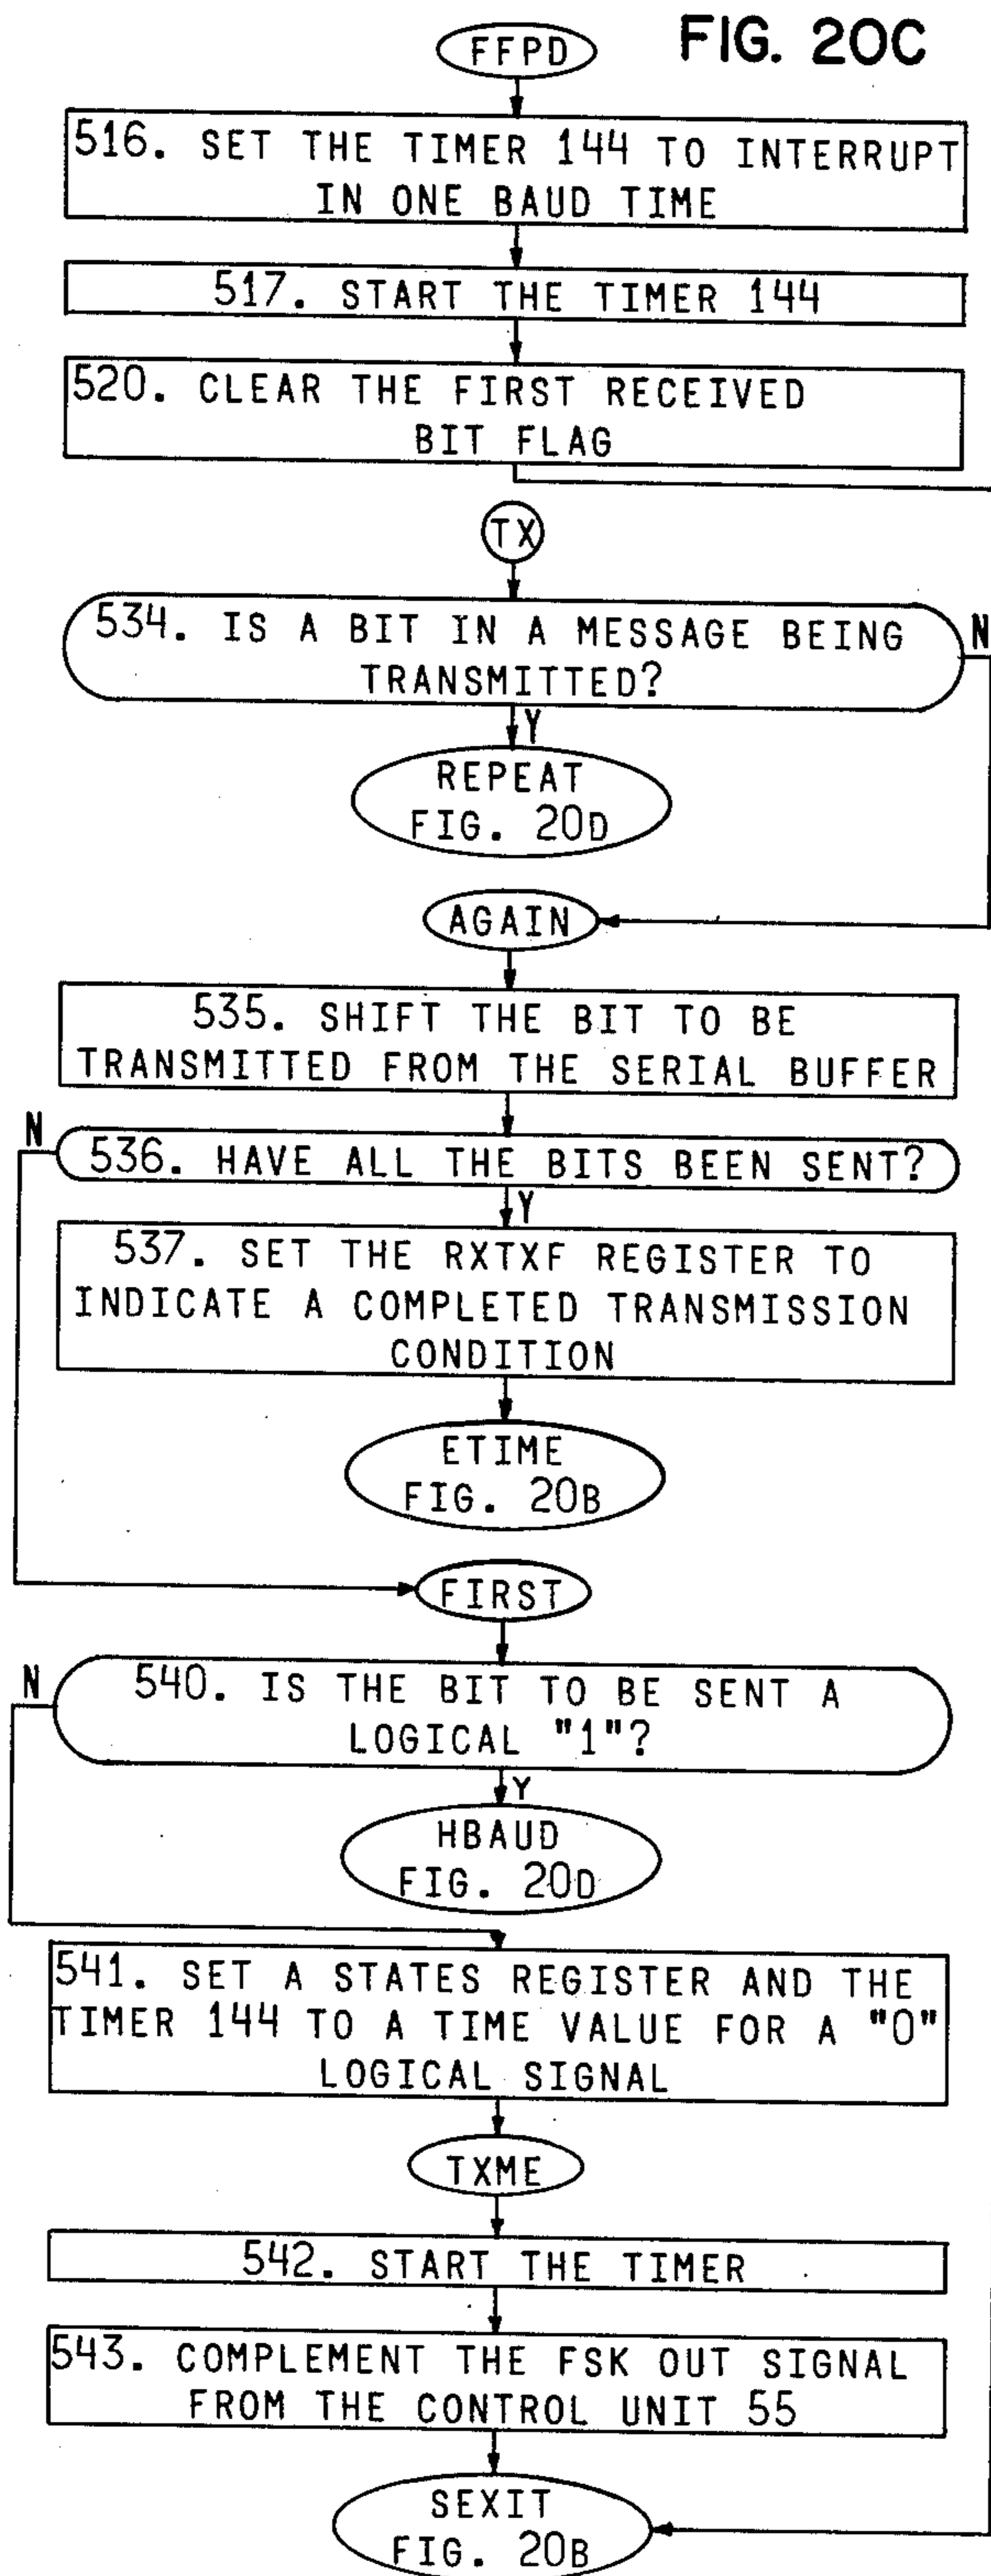 FIG. 20C
FFPD
516. SET THE TIMER 144 TO INTERRUPT
IN ONE BAUD TIME
517. START THE TIMER 144
520. CLEAR THE FIRST RECEIVED
BIT FLAG
TX
534. IS A BIT IN A MESSAGE BEING
TRANSMITTED?
N
Y
REPEAT
FIG. 20D
AGAIN
535. SHIFT THE BIT TO BE
TRANSMITTED FROM THE SERIAL BUFFER
N
536. HAVE ALL THE BITS BEEN SENT?
Y
537. SET THE RXTXF REGISTER TO
INDICATE A COMPLETED TRANSMISSION
CONDITION
ETIME
FIG. 20B
FIRST
N
540. IS THE BIT TO BE SENT A
LOGICAL "1"?
Y
HBAUD
FIG. 20D
541. SET A STATES REGISTER AND THE
TIMER 144 TO A TIME VALUE FOR A "0"
LOGICAL SIGNAL
TXME
542. START THE TIMER
543. COMPLEMENT THE FSK OUT SIGNAL
FROM THE CONTROL UNIT 55
SEXIT
FIG. 20B